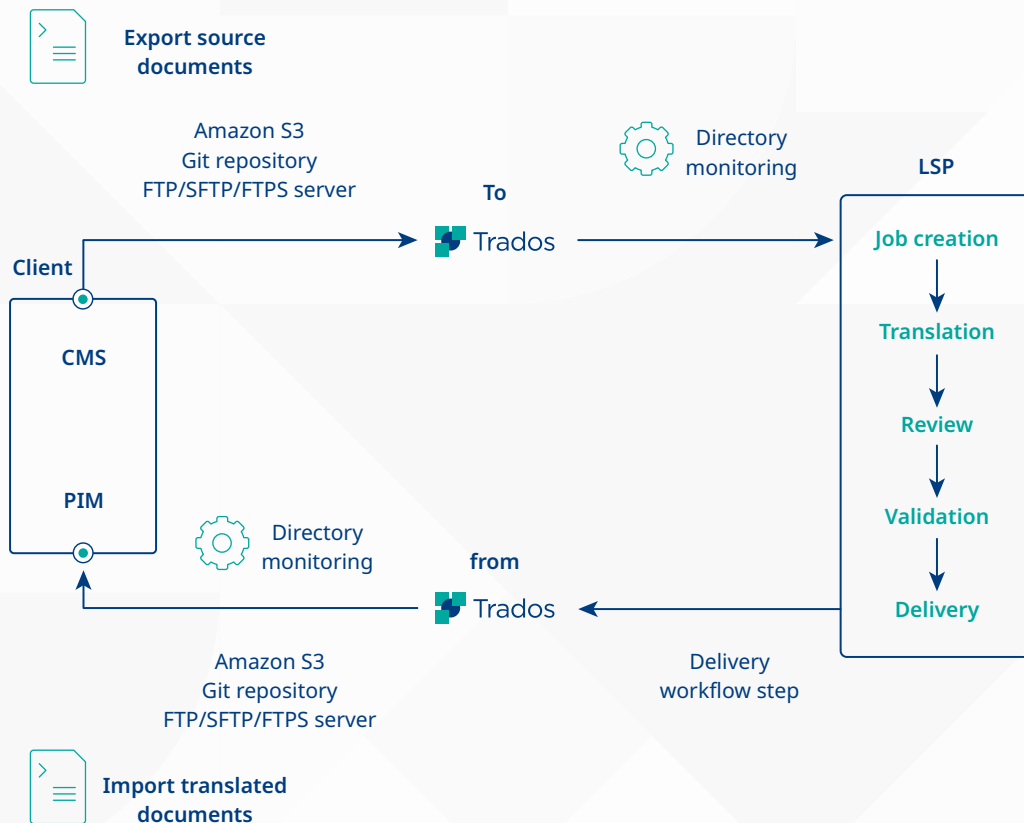 Export source
documents
Amazon S3
Git repository
FTP/SFTP/FTPS server
To
Trados
Directory
monitoring
LSP
Job creation
Translation
Review
Validation
Delivery
Client
CMS
PIM
Directory
monitoring
from
Trados
Amazon S3
Git repository
FTP/SFTP/FTPS server
Delivery
workflow step
Import translated
documents